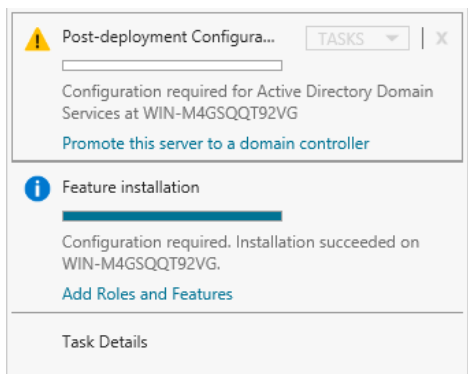 Post-deployment Configura...
TASKS
X
Configuration required for Active Directory Domain
Services at WIN-M4GSQQT92VG
Promote this server to a domain controller
Feature installation
Configuration required. Installation succeeded on
WIN-M4GSQQT92VG.
Add Roles and Features
Task Details